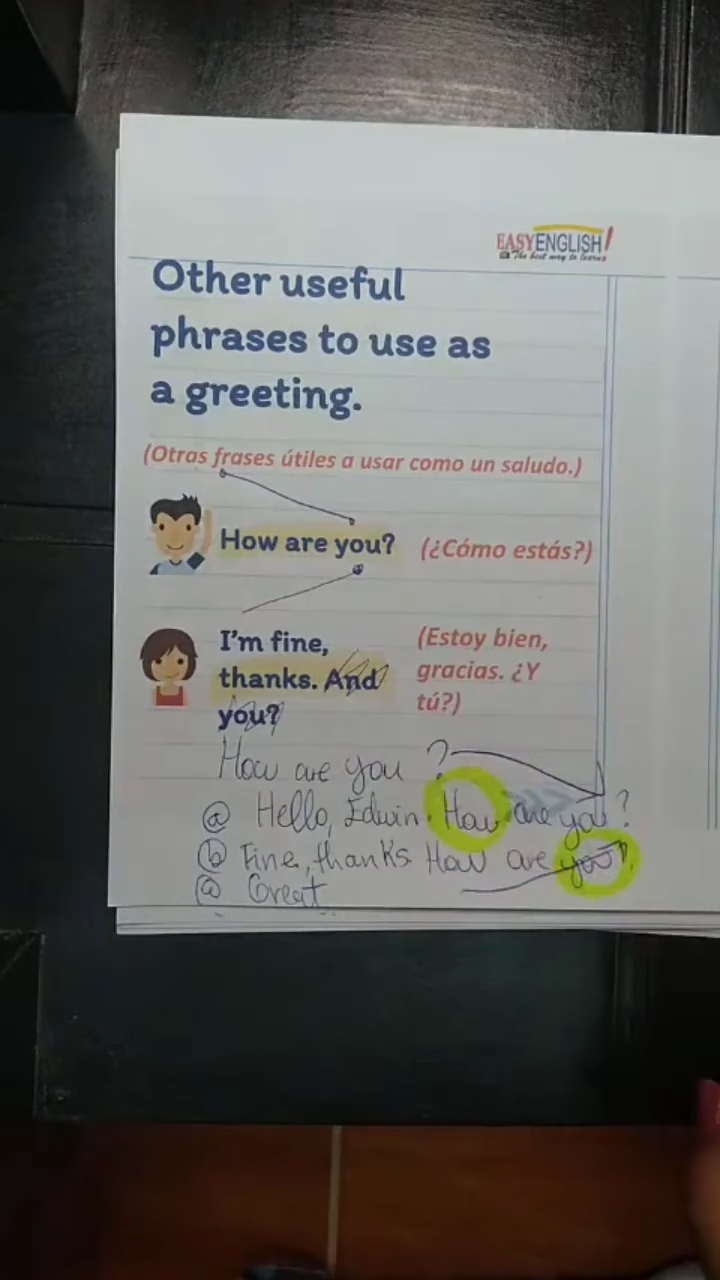 EASYENGLISH!
The best way to learn
Other useful
phrases to use as
a greeting.
(Otras frases útiles a usar como un saludo.)
How are you? (¿Cómo estás?)
I'm fine, (Estoy bien,
thanks. And gracias. ¿Y
you? tú?)
How are you ?
ⓐ Hello, Edwin. How are you?
ⓑ Fine, thanks How are you?
ⓐ Great